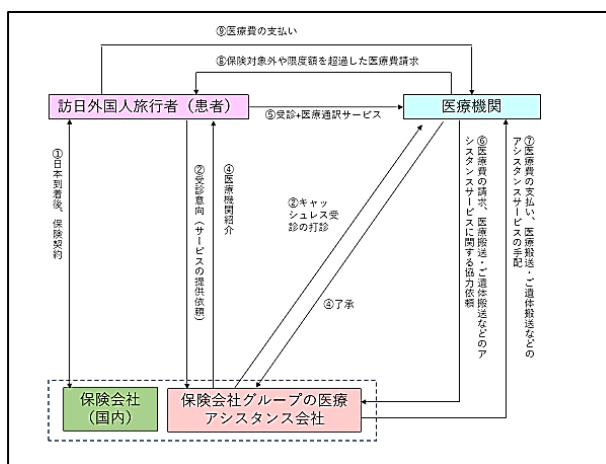 ⑨医療費の支払い
⑧保険対象外や限度額を超過した医療費請求
訪日外国人旅行者（患者）
医療機関
⑤受診+医療通訳サービス
①日本到着後、保険契約
②受診意向（サービスの提供依頼）
④医療機関紹介
②キャッ
シュレス受
診の打診
④了承
⑥医療費の請求、医療搬送・ご遺体搬送などのア
シスタンスサービスに関する協力依頼
⑦医療費の支払い、医療搬送・ご遺体搬送などの
アシスタンスサービスの手配
保険会社
（国内）
保険会社グループの医療
アシスタンス会社